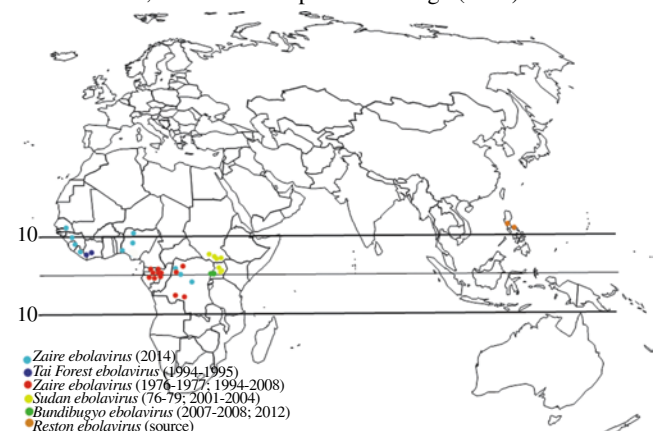 10
10
Zaire ebolavirus (2014)
Tai Forest ebolavirus (1994-1995)
Zaire ebolavirus (1976-1977; 1994-2008)
Sudan ebolavirus (76-79; 2001-2004)
Bundibugyo ebolavirus (2007-2008; 2012)
Reston ebolavirus (source)